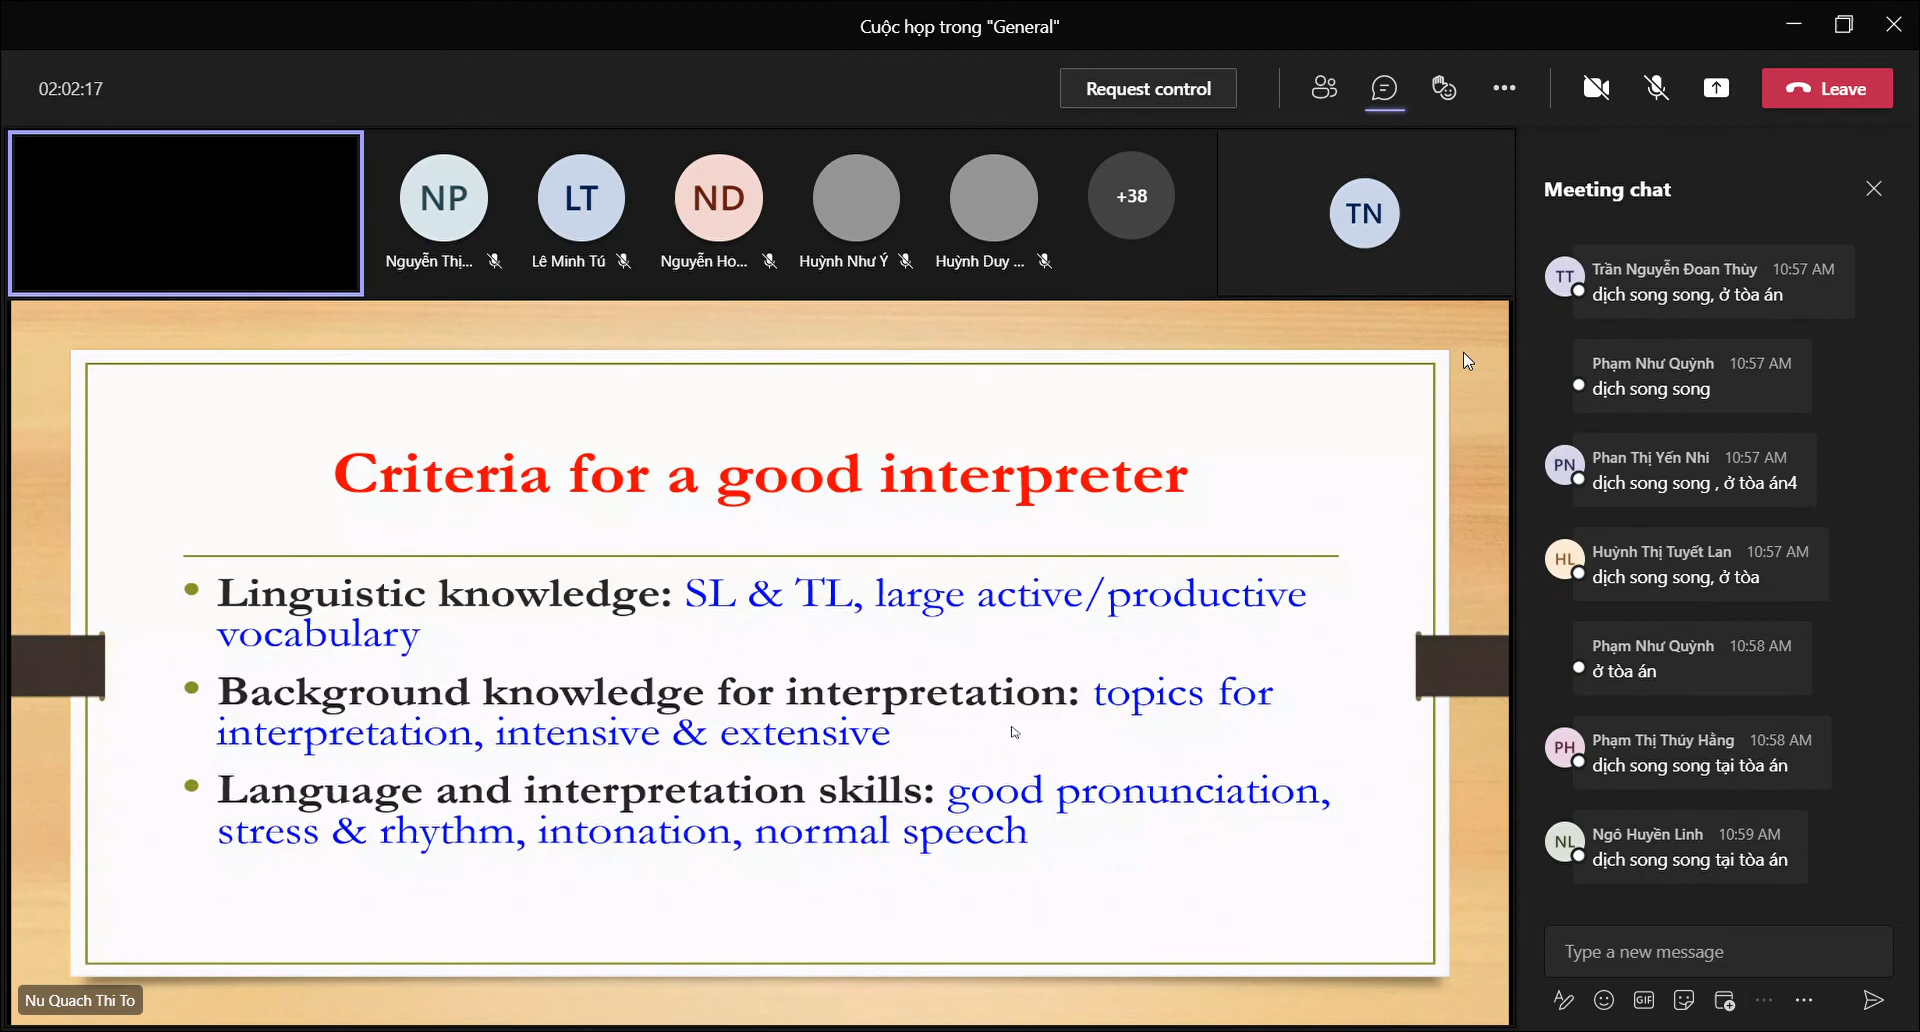 Cuộc họp trong "General"
02:02:17
Request control
Leave
NP
LT
ND
+38
TN
Nguyễn Thị...
Lê Minh Tú
Nguyễn Ho...
Huỳnh Như Ý
Huỳnh Duy ...
Criteria for a good interpreter
Linguistic knowledge: SL & TL, large active/productive
vocabulary
Background knowledge for interpretation: topics for
interpretation, intensive & extensive
Language and interpretation skills: good pronunciation,
stress & rhythm, intonation, normal speech
Nu Quach Thi To
Meeting chat
TT
Trần Nguyễn Đoan Thùy 10:57 AM
dịch song song, ở tòa án
Phạm Như Quỳnh 10:57 AM
dịch song song
PN
Phan Thị Yến Nhi 10:57 AM
dịch song song , ở tòa án4
HL
Huỳnh Thị Tuyết Lan 10:57 AM
dịch song song, ở tòa
Phạm Như Quỳnh 10:58 AM
ở tòa án
PH
Phạm Thị Thúy Hằng 10:58 AM
dịch song song tại tòa án
NL
Ngô Huyền Linh 10:59 AM
dịch song song tại tòa án
Type a new message
GIF